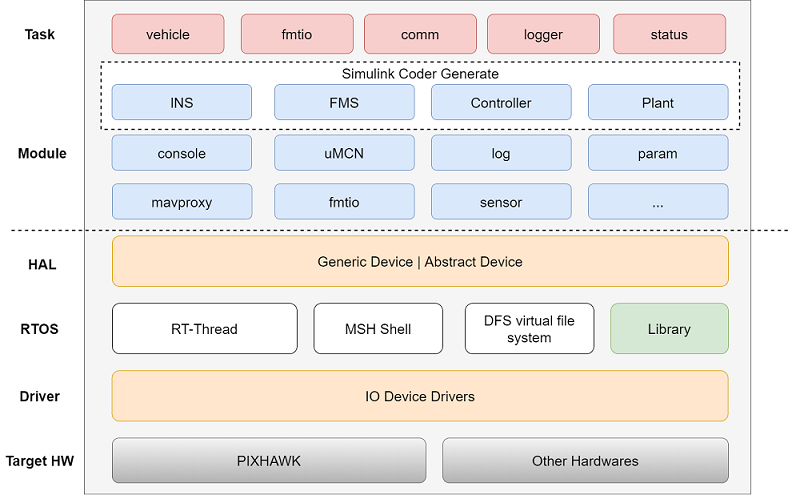 Task
vehicle
fmtio
comm
logger
status
Simulink Coder Generate
INS
FMS
Controller
Plant
Module
console
uMCN
log
param
mavproxy
fmtio
sensor
...
HAL
Generic Device | Abstract Device
RTOS
RT-Thread
MSH Shell
DFS virtual file
system
Library
Driver
IO Device Drivers
Target HW
PIXHAWK
Other Hardwares